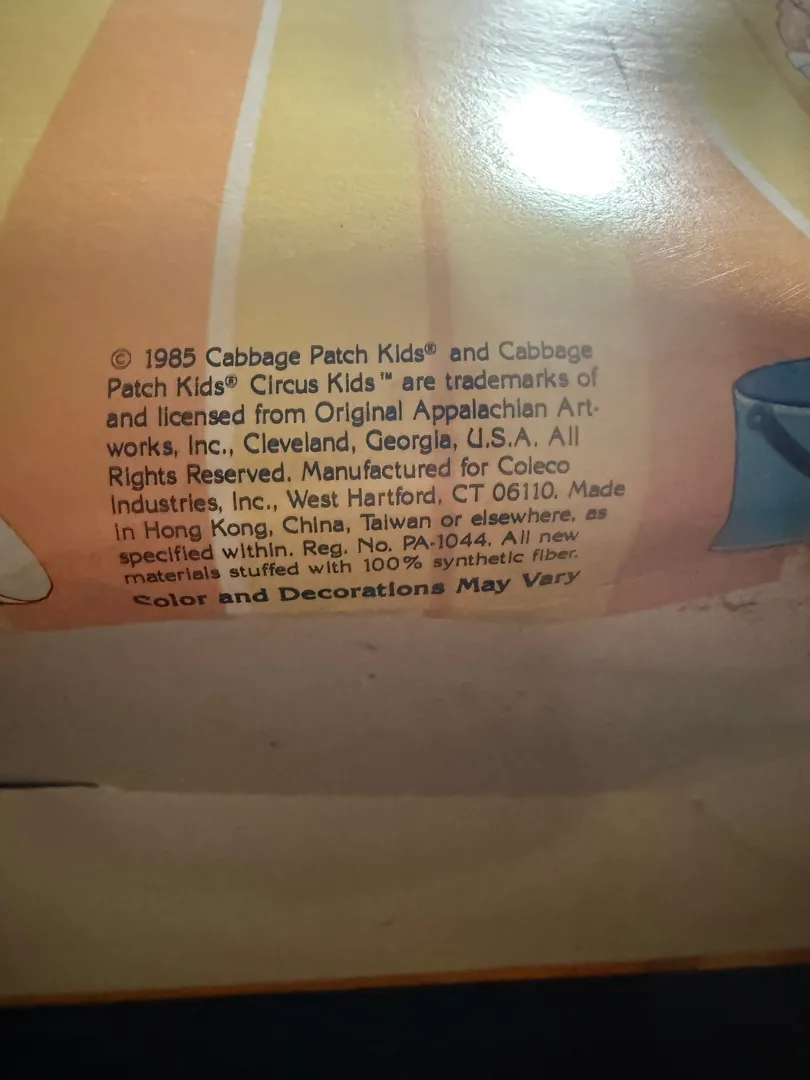 © 1985 Cabbage Patch Kids® and Cabbage
Patch Kids® Circus Kids™ are trademarks of
and licensed from Original Appalachian Art-
works, Inc., Cleveland, Georgia, U.S.A. All
Rights Reserved. Manufactured for Coleco
Industries, Inc., West Hartford, CT 06110. Made
in Hong Kong, China, Taiwan or elsewhere, as
specified within. Reg. No. PA-1044. All new
materials stuffed with 100% synthetic fiber.
Color and Decorations May Vary